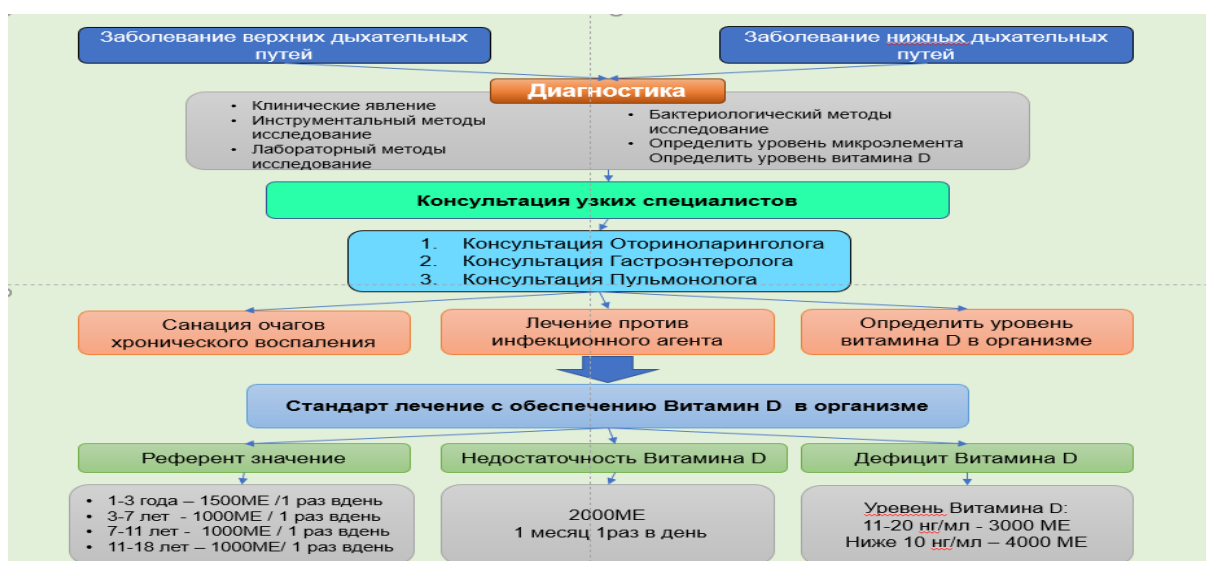 Заболевание верхних дыхательных
путей
Заболевание нижных дыхательных
путей
Диагностика
• Клинические явление
• Инструментальный методы
исследование
• Лабораторный методы
исследование
• Бактериологический методы
исследование
• Определить уровень микроэлемента
Определить уровень витамина D
Консультация узких специалистов
1. Консультация Оториноларинголога
2. Консультация Гастроэнтеролога
3. Консультация Пульмонолога
Санация очагов
хронического воспаления
Лечение против
инфекционного агента
Определить уровень
витамина D в организме
Стандарт лечение с обеспечению Витамин D в организме
Референт значение
Недостаточность Витамина D
Дефицит Витамина D
• 1-3 года – 1500МЕ /1 раз вдень
• 3-7 лет - 1000МЕ / 1 раз вдень
• 7-11 лет - 1000МЕ / 1 раз вдень
• 11-18 лет – 1000МЕ/ 1 раз вдень
2000МЕ
1 месяц 1раз в день
Уревень Витамина D:
11-20 нг/мл - 3000 МЕ
Ниже 10 нг/мл – 4000 МЕ